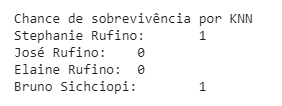 Chance de sobrevivência por KNN
Stephanie Rufino: 1
José Rufino: 0
Elaine Rufino: 0
Bruno Sichciopi: 1